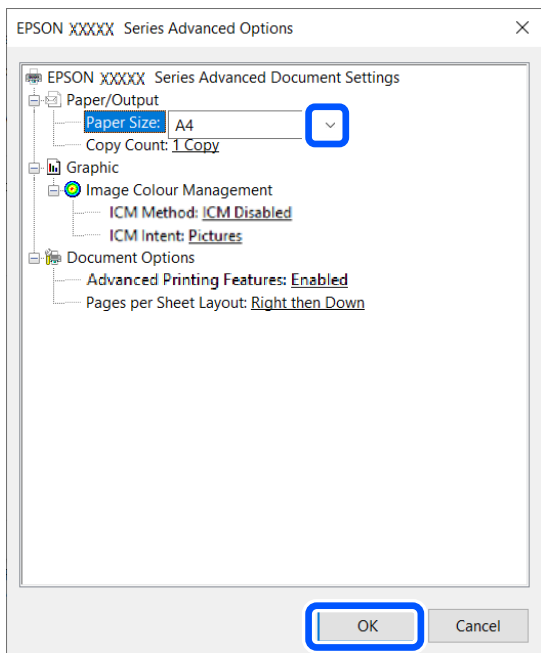 EPSON XXXXX Series Advanced Options
EPSON XXXXX Series Advanced Document Settings
Paper/Output
Paper Size: A4
Copy Count: 1 Copy
Graphic
Image Colour Management
ICM Method: ICM Disabled
ICM Intent: Pictures
Document Options
Advanced Printing Features: Enabled
Pages per Sheet Layout: Right then Down
OK Cancel